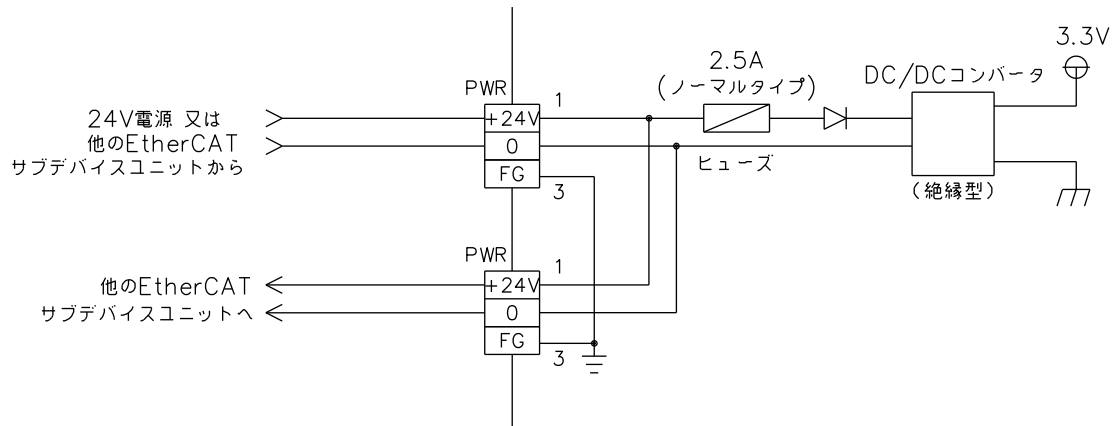 3.3V
2.5A
(ノーマルタイプ)
DC/DCコンバータ
PWR
1
24V電源 又は
+24V
他のEtherCAT
0
サブデバイスユニットから
ヒューズ
FG
3
(絶縁型)
PWR
1
他のEtherCAT
+24V
サブデバイスユニットへ
0
FG
3